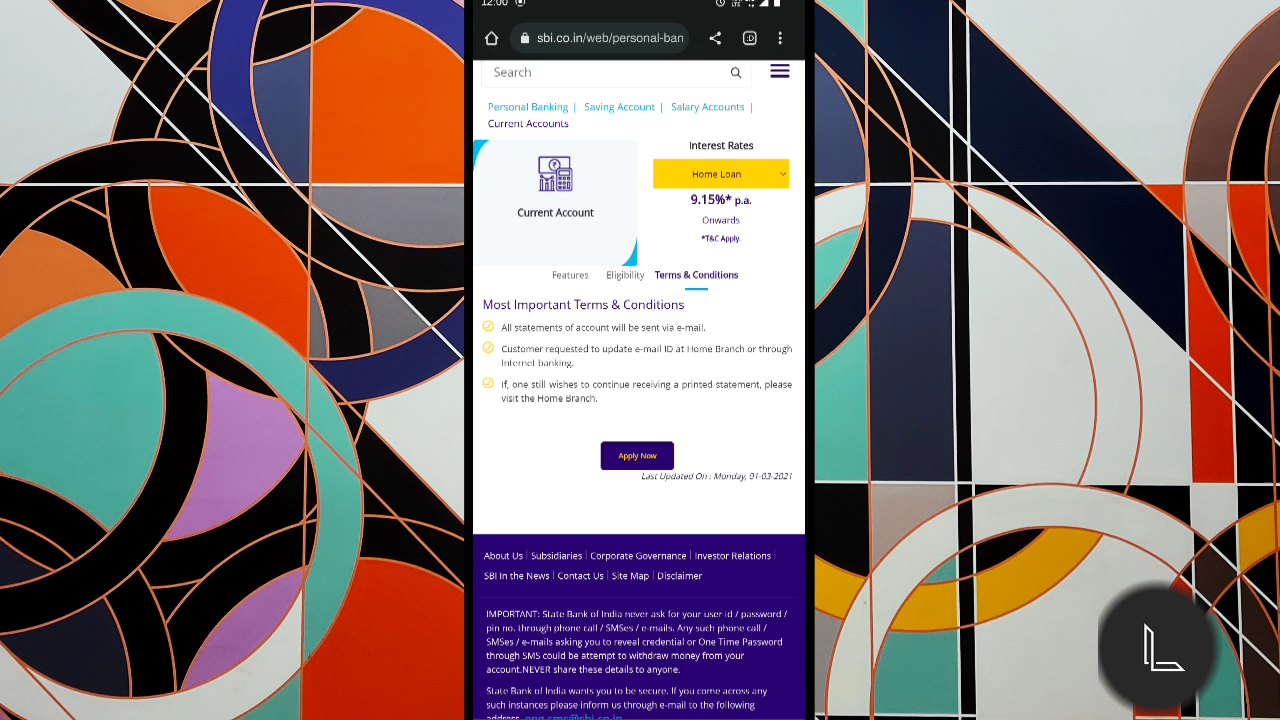 12:00
sbi.co.in/web/personal-ban
:D
Search
Personal Banking | Saving Account | Salary Accounts |
Current Accounts
Current Account
Interest Rates
Home Loan
9.15%* p.a.
Onwards
*T&C Apply.
Features Eligibility Terms & Conditions
Most Important Terms & Conditions
All statements of account will be sent via e-mail.
Customer requested to update e-mail ID at Home Branch or through
Internet banking.
If, one still wishes to continue receiving a printed statement, please
visit the Home Branch.
Apply Now
Last Updated On : Monday, 01-03-2021
About Us | Subsidiaries | Corporate Governance | Investor Relations |
SBI In the News | Contact Us | Site Map | Disclaimer
IMPORTANT: State Bank of India never ask for your user id / password /
pin no. through phone call / SMSes / e-mails. Any such phone call /
SMSes / e-mails asking you to reveal credential or One Time Password
through SMS could be attempt to withdraw money from your
account.NEVER share these details to anyone.
State Bank of India wants you to be secure. If you come across any
such instances please inform us through e-mail to the following
address